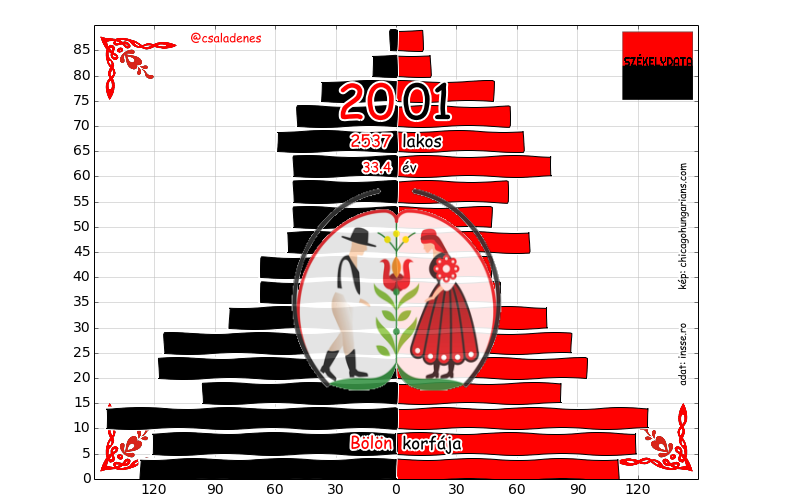 @csaladenes
SZÉKELYDATA
2001
2537 lakos
33.4 év
kép: chicagohungarians.com
adat: insse.ro
Bölön korfája
85
80
75
70
65
60
55
50
45
40
35
30
25
20
15
10
5
0
120 90 60 30 0 30 60 90 120